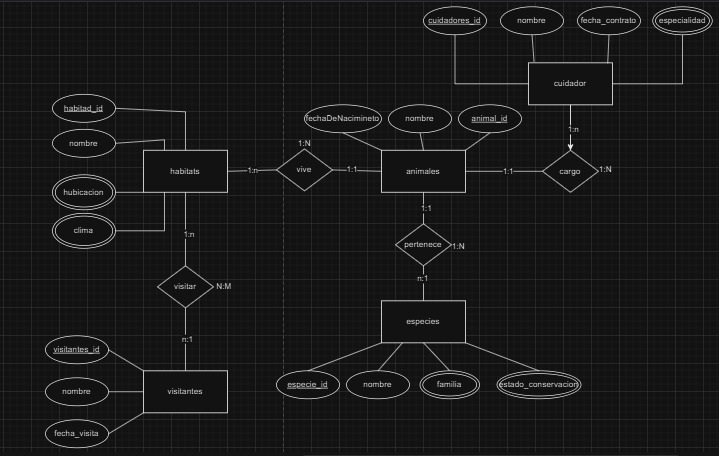 cuidadores_id
nombre
fecha_contrato
especialidad
cuidador
1:n
habitad_id
nombre
hubicacion
clima
habitats
1:n
1:N
vive
1:1
fechaDeNacimineto
nombre
animal_id
animales
1:1
cargo
1:N
1:1
pertenece
1:N
n:1
especies
especie_id
nombre
familia
estado_conservacion
1:n
visitar
N:M
n:1
visitantes_id
nombre
fecha_visita
visitantes